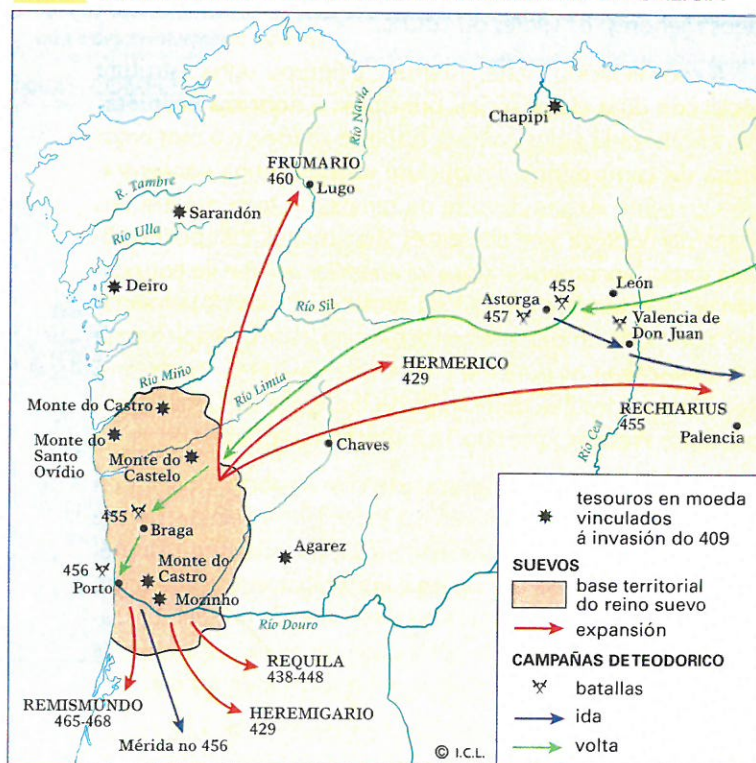 Chapipi
Río Navia
FRUMARIO
460
Lugo
R. Tambre
Sarandón
Río Ulla
Deiro
Río Sil
Astorga
457
455
León
Valencia de
Don Juan
Río Miño
Río Limia
HERMERICO
429
RECHIARIUS
455
Palencia
Río Cea
Monte do Castro
Monte do
Santo
Ovídio
Monte do
Castelo
Chaves
455
Braga
456
Porto
Monte do
Castro
Mozinho
Agarez
Río Douro
REQUILA
438-448
REMISMUNDO
465-468
HEREMIGARIO
429
Mérida no 456
© I.C.L.
tesouros en moeda
vinculados
á invasión do 409
SUEVOS
base territorial
do reino suevo
expansión
CAMPAÑAS DE TEODORICO
batallas
ida
volta